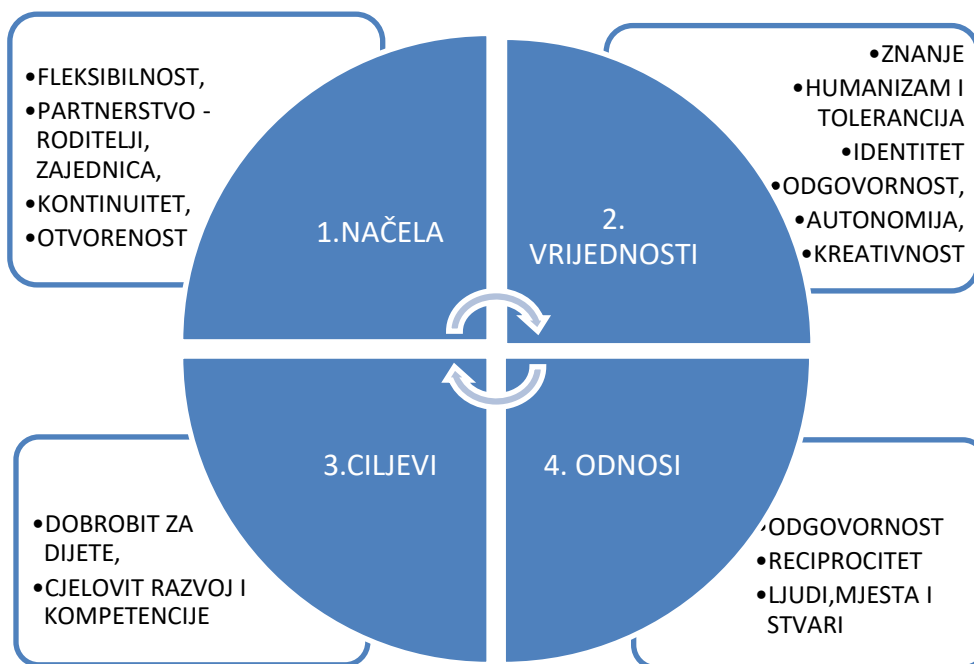 •FLEKSIBILNOST,
•PARTNERSTVO -
RODITELJI,
ZAJEDNICA,
•KONTINUITET,
•OTVORENOST
1.NAČELA
2.
VRIJEDNOSTI
•ZNANJE
•HUMANIZAM I
TOLERANCIJA
•IDENTITET
•ODGOVORNOST,
•AUTONOMIJA,
•KREATIVNOST
3.CILJEVI
•DOBROBIT ZA
DIJETE,
•CJELOVIT RAZVOJ I
KOMPETENCIJE
4. ODNOSI
•ODGOVORNOST
•RECIPROCITET
•LJUDI,MJESTA I
STVARI